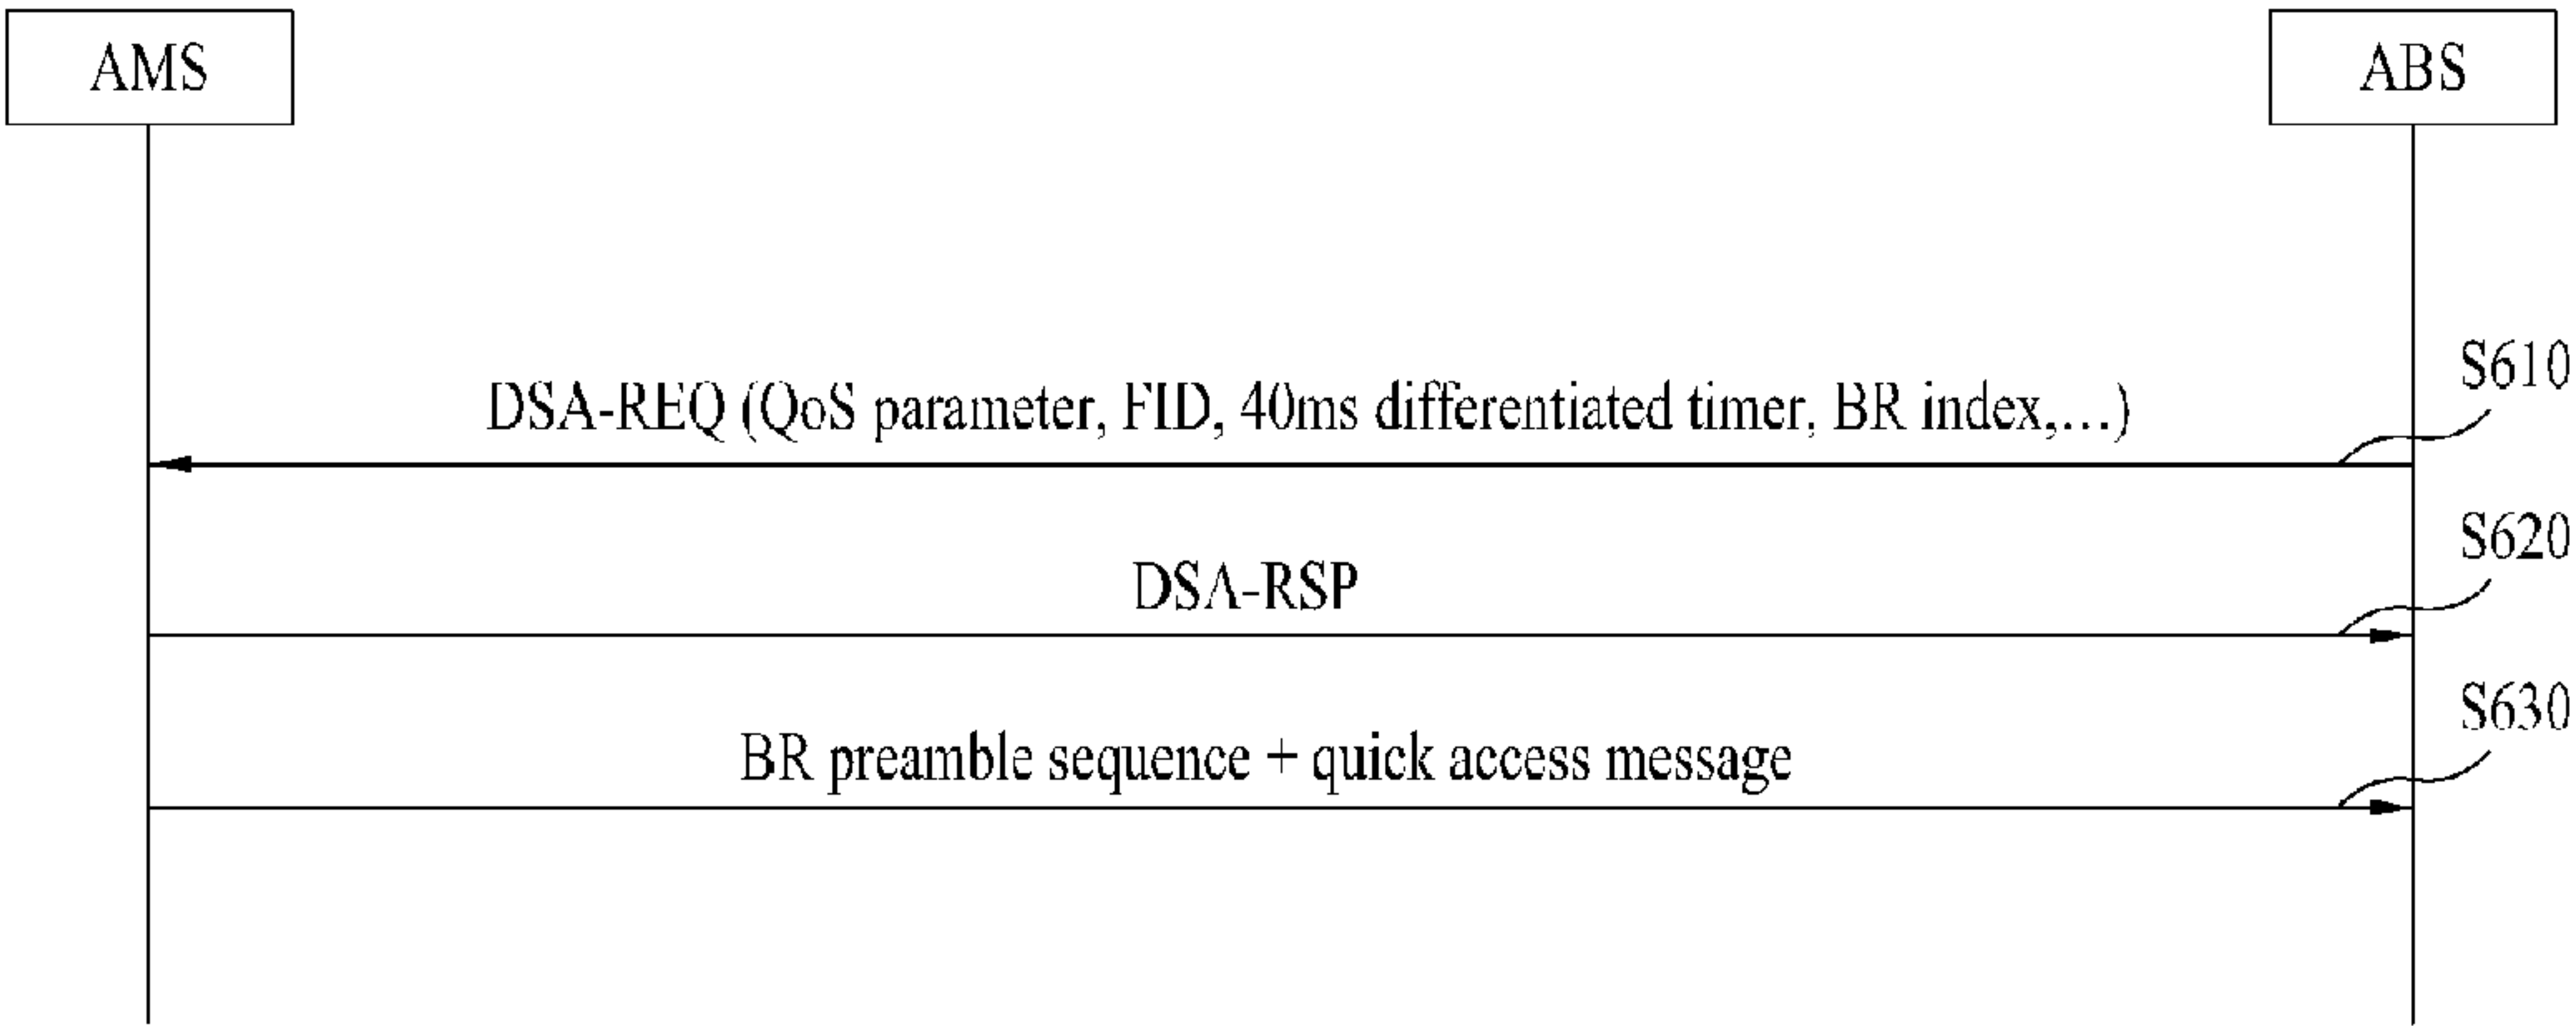 AMS
ABS
S610
DSA-REQ (QoS parameter, FID, 40ms differentiated timer, BR index,...)
S620
DSA-RSP
S630
BR preamble sequence + quick access message